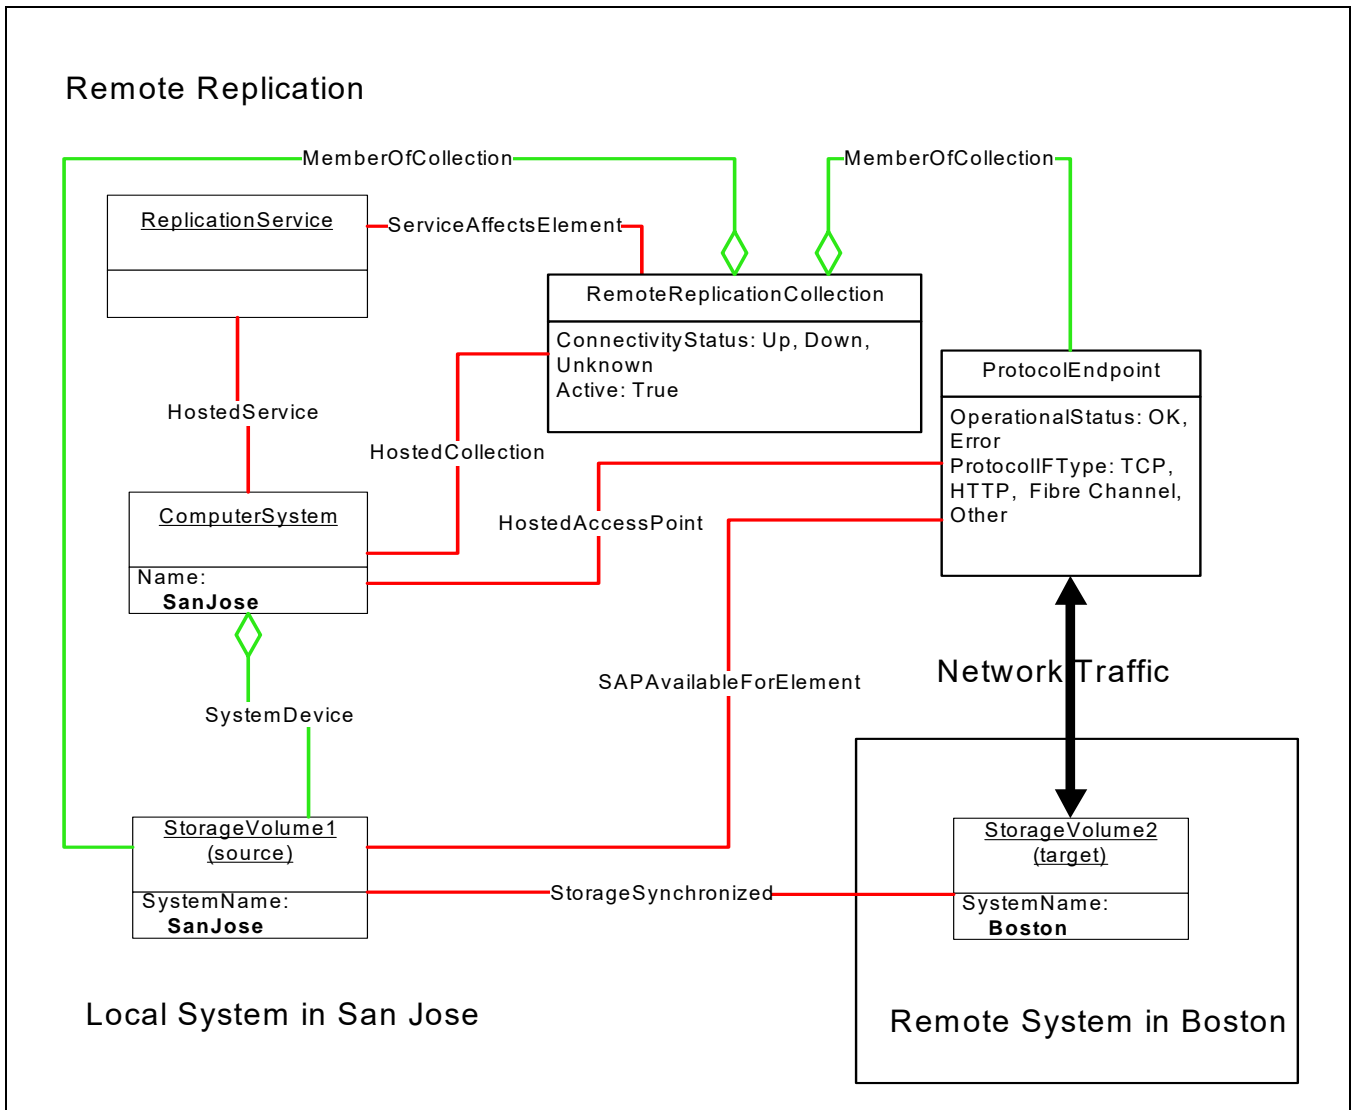 Remote Replication
MemberOfCollection
MemberOfCollection
ReplicationService
ServiceAffectsElement
RemoteReplicationCollection
ConnectivityStatus: Up, Down,
Unknown
Active: True
ProtocolEndpoint
OperationalStatus: OK,
Error
ProtocolIFType: TCP,
HTTP, Fibre Channel,
Other
HostedService
HostedCollection
ComputerSystem
Name:
SanJose
HostedAccessPoint
SAPAvailableForElement
Network Traffic
SystemDevice
StorageVolume1
(source)
SystemName:
SanJose
StorageSynchronized
StorageVolume2
(target)
SystemName:
Boston
Local System in San Jose
Remote System in Boston